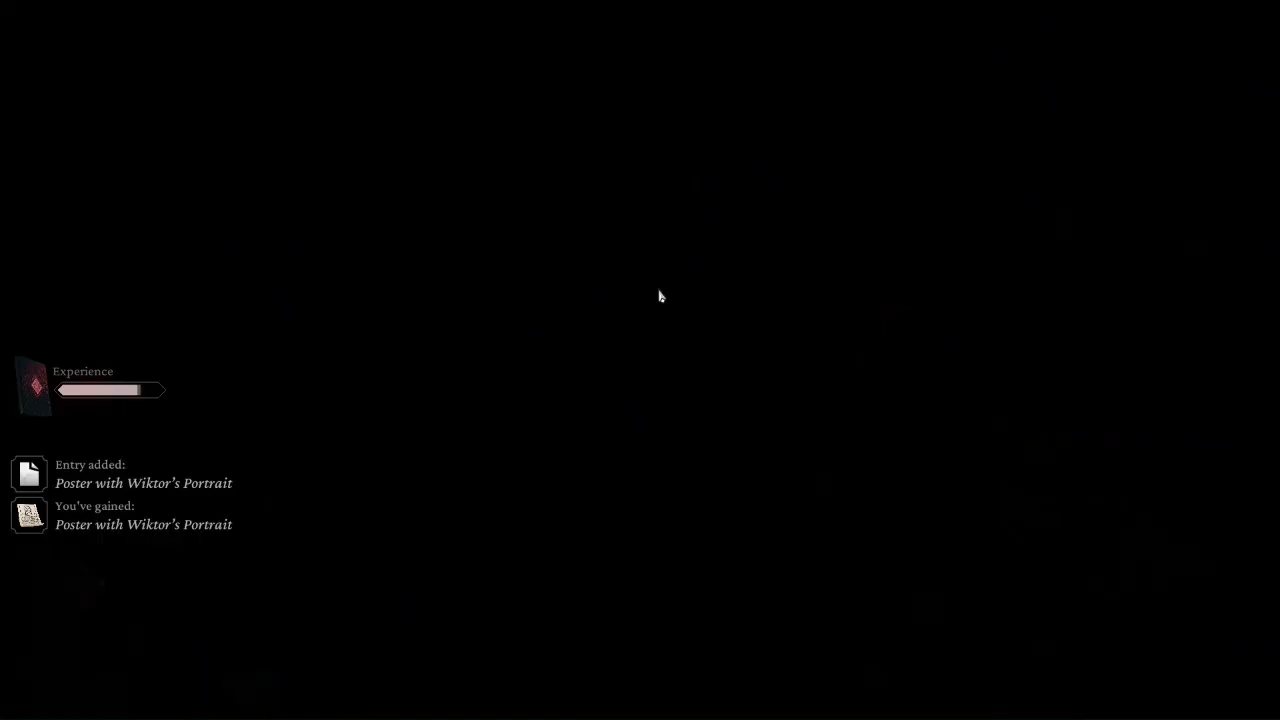 Experience
Entry added:
Poster with Wiktor's Portrait
You've gained:
Poster with Wiktor's Portrait